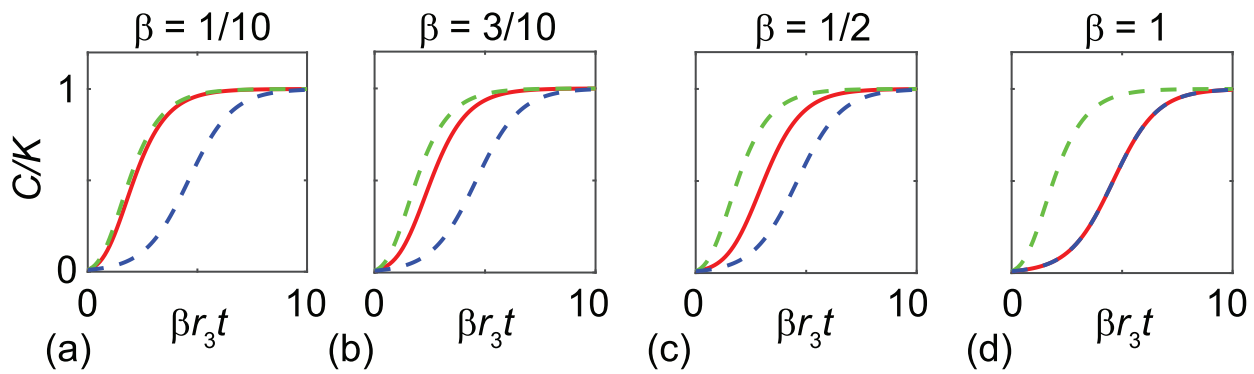 β = 1/10
β = 3/10
β = 1/2
β = 1
C/K
1
0
0 10
0 10
0 10
0 10
βr₃t
βr₃t
βr₃t
βr₃t
(a)
(b)
(c)
(d)